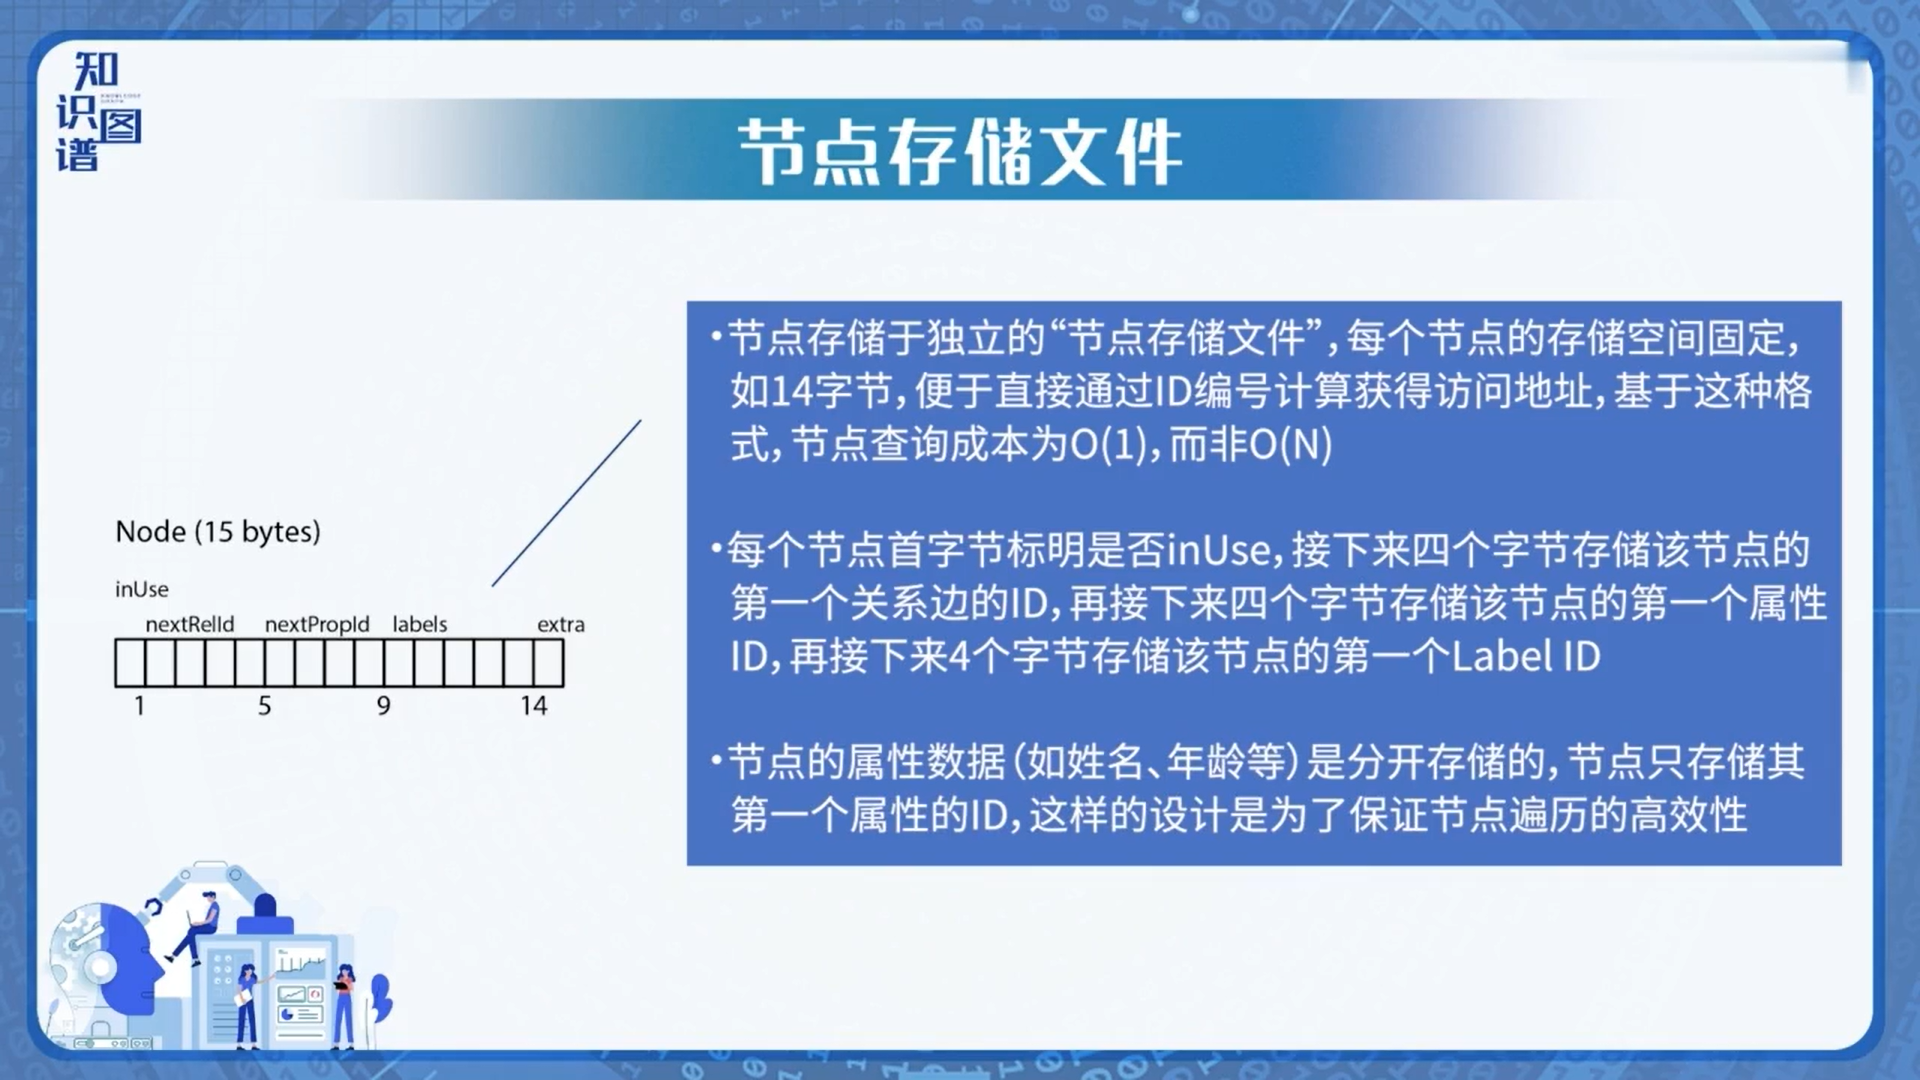 知
识图
谱
节点存储文件
•节点存储于独立的“节点存储文件”，每个节点的存储空间固定，
如14字节，便于直接通过ID编号计算获得访问地址，基于这种格
式，节点查询成本为O(1)，而非O(N)
•每个节点首字节标明是否inUse，接下来四个字节存储该节点的
第一个关系边的ID，再接下来四个字节存储该节点的第一个属性
ID，再接下来4个字节存储该节点的第一个Label ID
•节点的属性数据（如姓名、年龄等）是分开存储的，节点只存储其
第一个属性的ID，这样的设计是为了保证节点遍历的高效性
Node (15 bytes)
inUse
nextRelId nextPropId labels extra
1 5 9 14